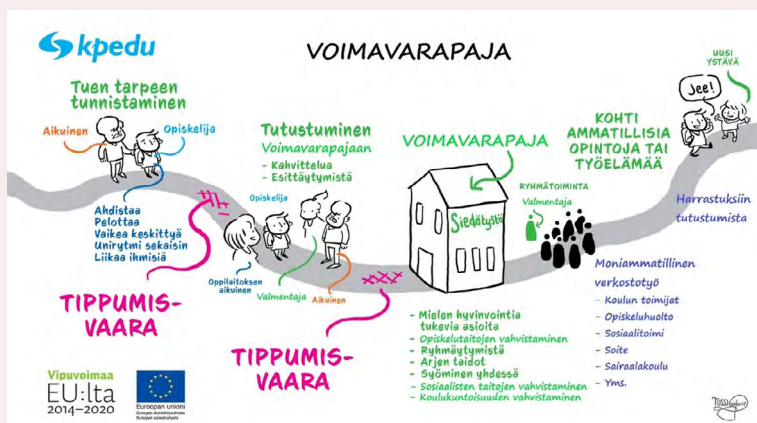 kpedu
VOIMAVARAPAJA
Tuen tarpeen
tunnistaminen
Aikuinen
Opiskelija
Ahdistaa
Pelottaa
Vaikea keskittyä
Unirytmi sekaisin
Liikaa ihmisiä
TIPPUMIS-
VAARA
Tutustuminen
Voimavarapajaan
- Kahvittelua
- Esittäytymistä
Opiskelija
Oppilaitoksen
aikuinen
Valmentaja
Aikuinen
TIPPUMIS-
VAARA
VOIMAVARAPAJA
Siedätystä
- Mielen hyvinvointia
tukevia asioita
- Opiskelutaitojen vahvistaminen
- Ryhmäytymistä
- Arjen taidot
- Syöminen yhdessä
- Sosiaalisten taitojen vahvistaminen
- Koulukuntoisuuden vahvistaminen
RYHMÄTOIMINTA
Valmentaja
KOHTI
AMMATILLISIA
OPINTOJA TAI
TYÖELÄMÄÄ
Jee!
UUSI
YSTÄVÄ
Harrastuksiin
tutustumista
Moniammatillinen
verkostotyö
- Koulun toimijat
- Opiskeluhuolto
- Sosiaalitoimi
- Soite
- Sairaalakoulu
- Yms.
Vipuvoimaa
EU:lta
2014–2020
Euroopan unioni